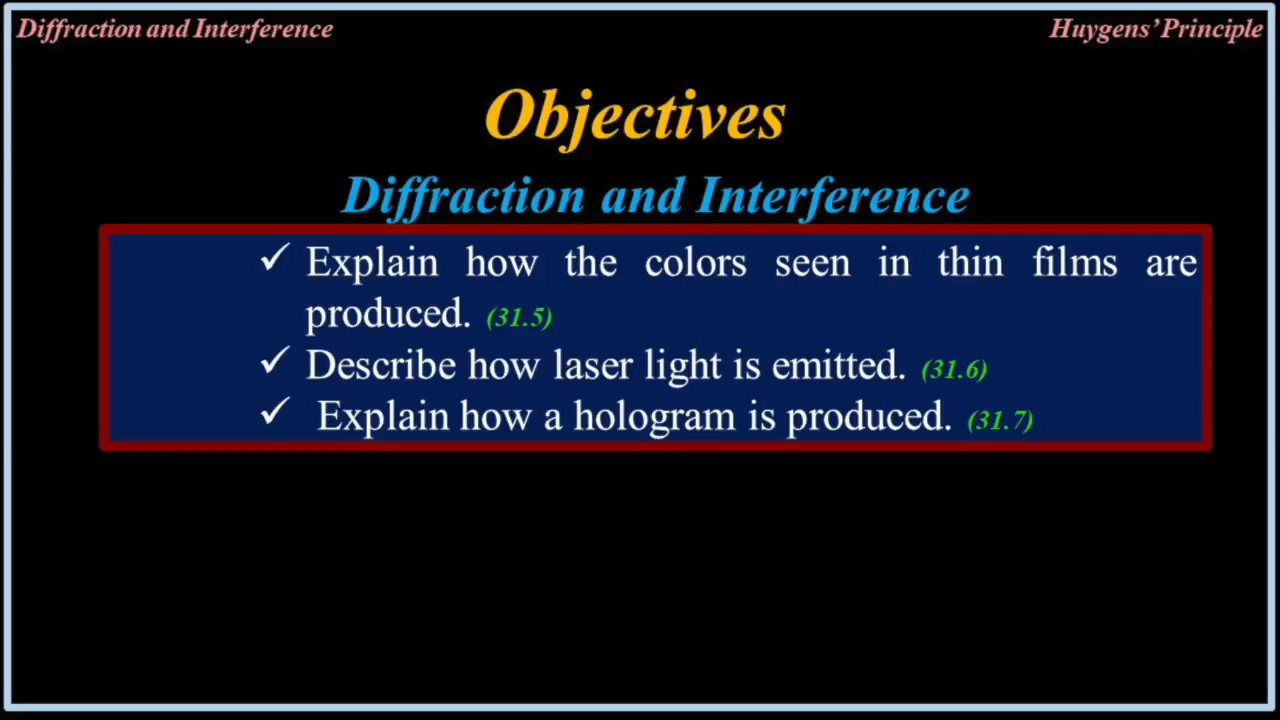 Diffraction and Interference
Huygens' Principle
Objectives
Diffraction and Interference
✓ Explain how the colors seen in thin films are
produced. (31.5)
✓ Describe how laser light is emitted. (31.6)
✓ Explain how a hologram is produced. (31.7)